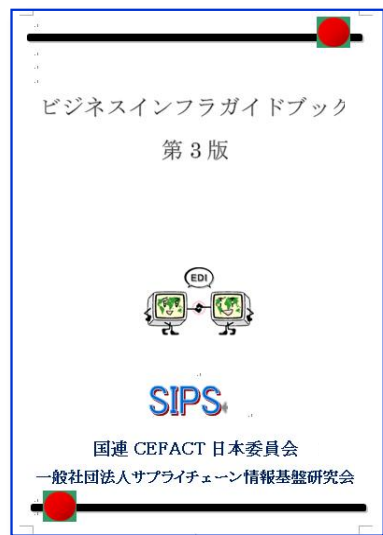 ビジネスインフラガイドブック
第3版
EDI
SIPS
国連 CEFACT 日本委員会
一般社団法人サプライチェーン情報基盤研究会